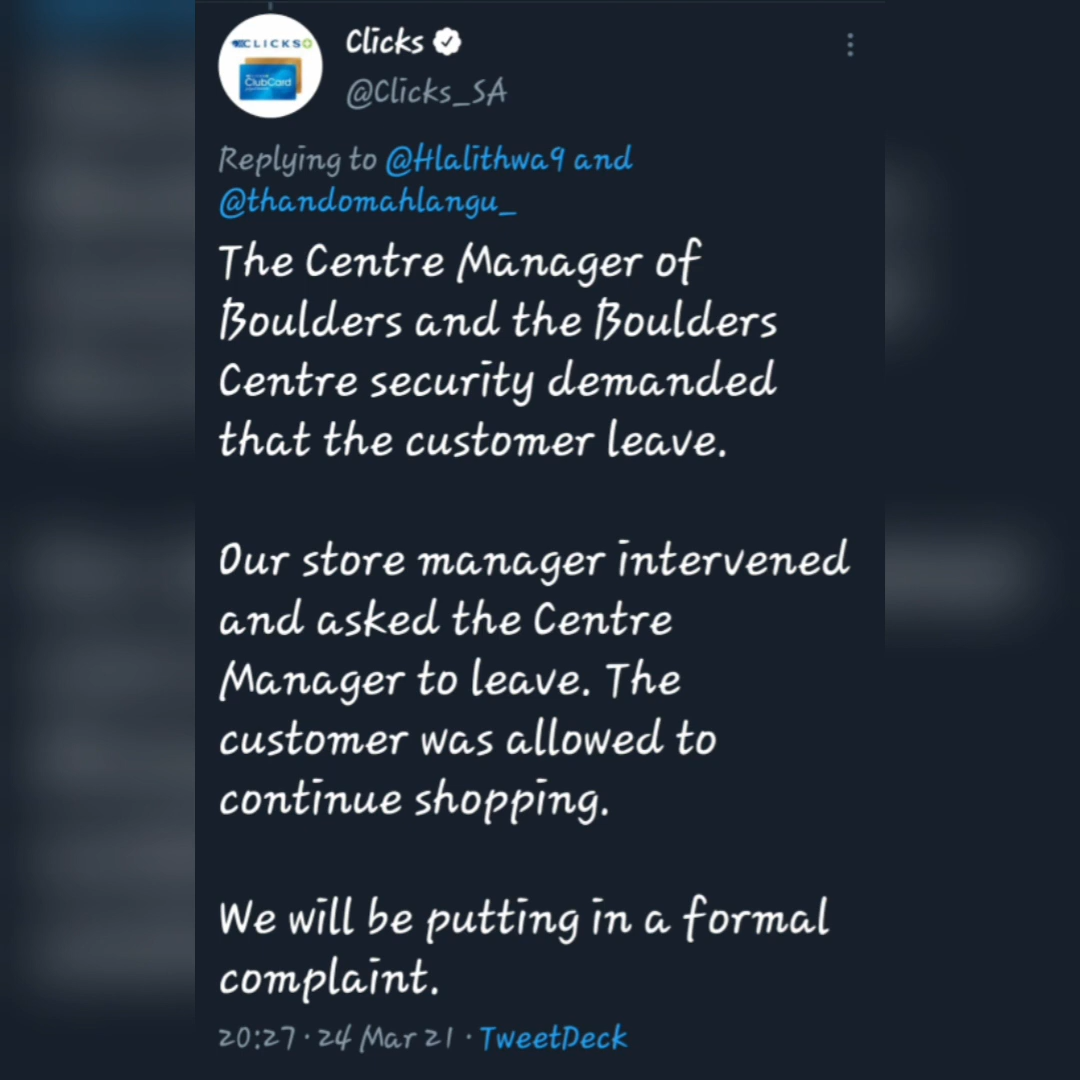 CLICKS
ClubCard
Clicks
@Clicks_SA
Replying to @Hlalithwa9 and
@thandomahlangu_
The Centre Manager of
Boulders and the Boulders
Centre security demanded
that the customer leave.
Our store manager intervened
and asked the Centre
Manager to leave. The
customer was allowed to
continue shopping.
We will be putting in a formal
complaint.
20:27 · 24 Mar 21 · TweetDeck